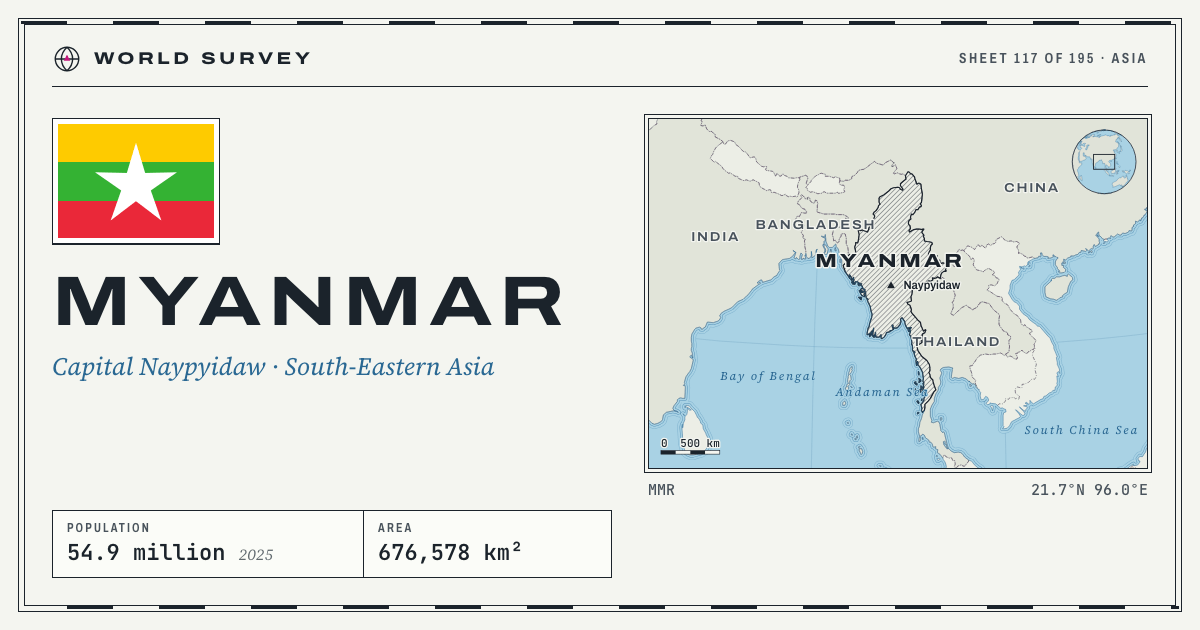 WORLD SURVEY
SHEET 117 OF 195 · ASIA
MYANMAR
Capital Naypyidaw · South-Eastern Asia
CHINA
BANGLADESH
INDIA
MYANMAR
Naypyidaw
THAILAND
Bay of Bengal
Andaman Sea
South China Sea
0 500 km
MMR
21.7°N 96.0°E
POPULATION
54.9 million 2025
AREA
676,578 km²